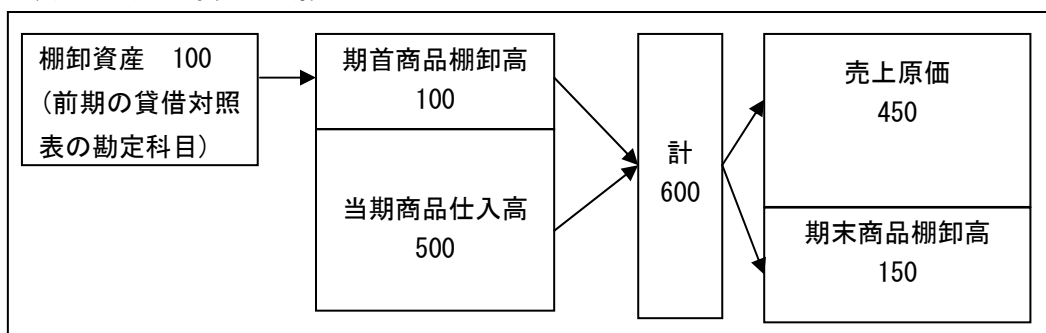 棚卸資産　100
（前期の貸借対照
表の勘定科目）
期首商品棚卸高
100
当期商品仕入高
500
計
600
売上原価
450
期末商品棚卸高
150